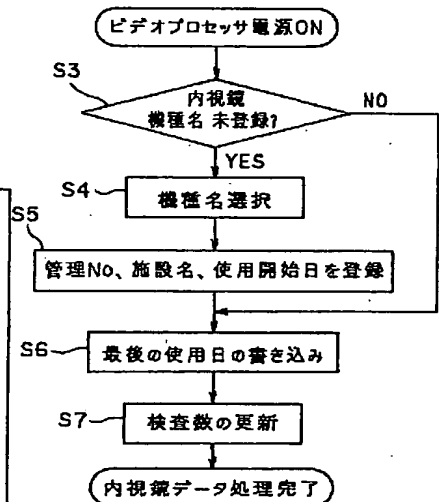 ビデオプロセッサ電源ON
S3
内視鏡
機種名 未登録?
NO
YES
S4
機種名選択
S5
管理No、施設名、使用開始日を登録
S6
最後の使用日の書き込み
S7
検査数の更新
内視鏡データ処理完了